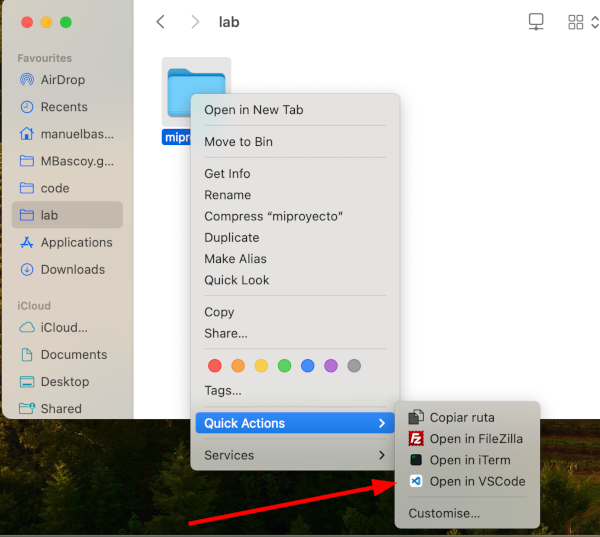 lab
Favourites
AirDrop
Recents
manuelbas...
MBascoy.g...
code
lab
Applications
Downloads
iCloud
iCloud...
Documents
Desktop
Shared
Open in New Tab
Move to Bin
Get Info
Rename
Compress “miproyecto”
Duplicate
Make Alias
Quick Look
Copy
Share...
Tags...
Quick Actions
Services
Copiar ruta
Fz Open in FileZilla
Open in iTerm
Open in VSCode
Customise...